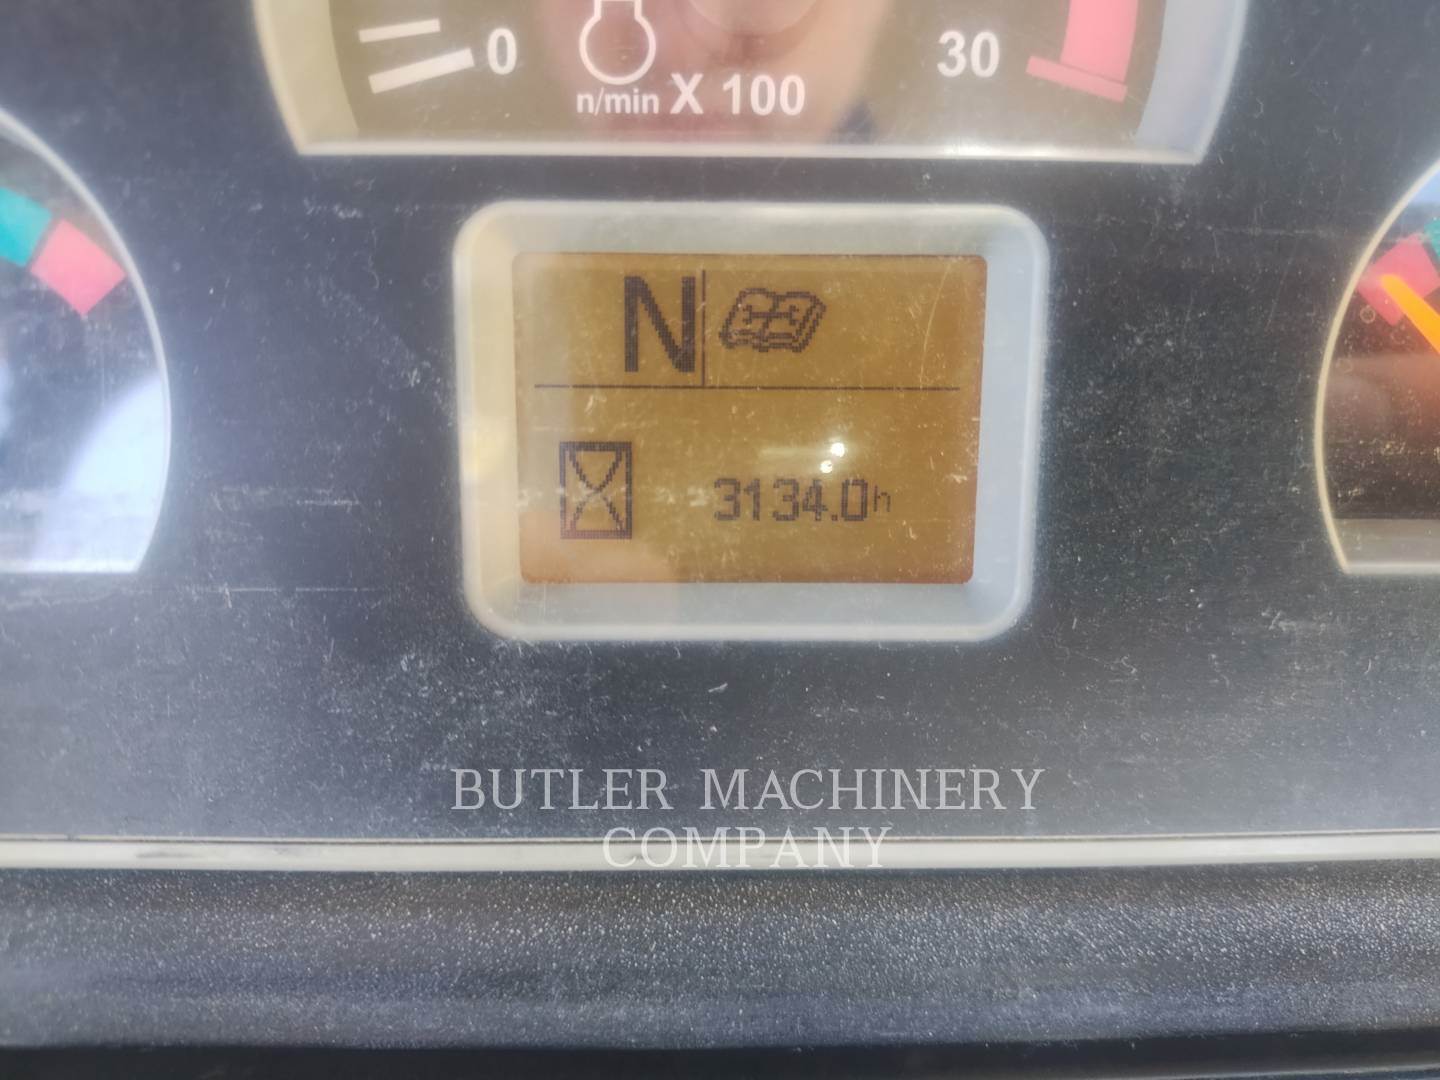 0
30
n/min X 100
N
3134.0h
BUTLER MACHINERY
COMPANY